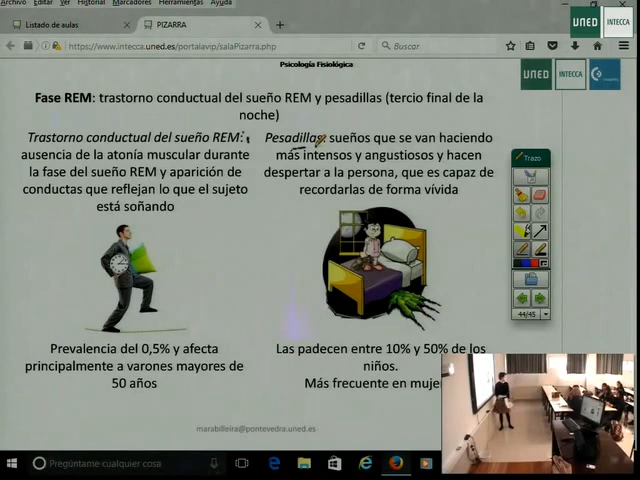 Archivo Editar Ver Historial Marcadores Herramientas Ayuda
Listado de aulas
PIZARRA
https://www.intecca.uned.es/portalavip/salaPizarra.php
Buscar
UNED
INTECCA
Psicología Fisiológica
UNED
INTECCA
Fase REM: trastorno conductual del sueño REM y pesadillas (tercio final de la
noche)
Trastorno conductual del sueño REM:
ausencia de la atonía muscular durante
la fase del sueño REM y aparición de
conductas que reflejan lo que el sujeto
está soñando
Pesadillas: sueños que se van haciendo
más intensos y angustiosos y hacen
despertar a la persona, que es capaz de
recordarlas de forma vívida
Trazo
44/45
Prevalencia del 0,5% y afecta
principalmente a varones mayores de
50 años
Las padecen entre 10% y 50% de los
niños.
Más frecuente en muje
marabilleira@pontevedra.uned.es
Pregúntame cualquier cosa